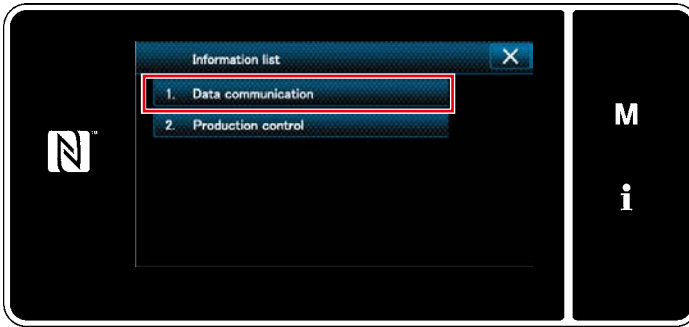 Information list
X
1. Data communication
2. Production control
M
i
N